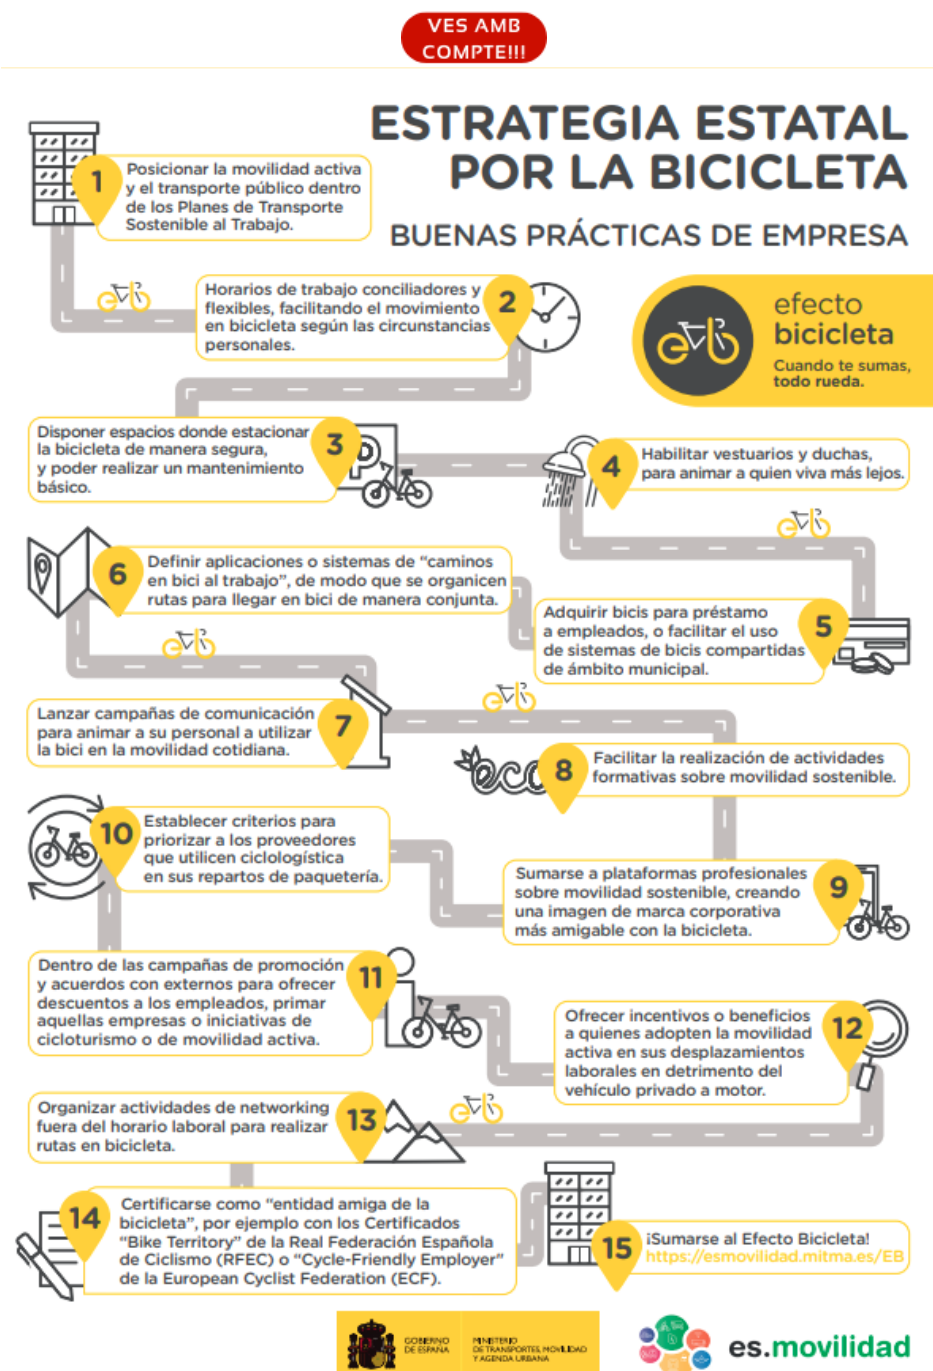 VES AMB
COMPTE!!!
ESTRATEGIA ESTATAL
POR LA BICICLETA
BUENAS PRÁCTICAS DE EMPRESA
efecto
bicicleta
Cuando te sumas,
todo rueda.
1
Posicionar la movilidad activa
y el transporte público dentro
de los Planes de Transporte
Sostenible al Trabajo.
2
Horarios de trabajo conciliadores y
flexibles, facilitando el movimiento
en bicicleta según las circunstancias
personales.
3
Disponer espacios donde estacionar
la bicicleta de manera segura,
y poder realizar un mantenimiento
básico.
P
4
Habilitar vestuarios y duchas,
para animar a quien viva más lejos.
5
Adquirir bicis para préstamo
a empleados, o facilitar el uso
de sistemas de bicis compartidas
de ámbito municipal.
6
Definir aplicaciones o sistemas de “caminos
en bici al trabajo”, de modo que se organicen
rutas para llegar en bici de manera conjunta.
7
Lanzar campañas de comunicación
para animar a su personal a utilizar
la bici en la movilidad cotidiana.
eco
8
Facilitar la realización de actividades
formativas sobre movilidad sostenible.
9
Sumarse a plataformas profesionales
sobre movilidad sostenible, creando
una imagen de marca corporativa
más amigable con la bicicleta.
10
Establecer criterios para
priorizar a los proveedores
que utilicen ciclologística
en sus repartos de paquetería.
11
Dentro de las campañas de promoción
y acuerdos con externos para ofrecer
descuentos a los empleados, primar
aquellas empresas o iniciativas de
cicloturismo o de movilidad activa.
12
Ofrecer incentivos o beneficios
a quienes adopten la movilidad
activa en sus desplazamientos
laborales en detrimento del
vehículo privado a motor.
13
Organizar actividades de networking
fuera del horario laboral para realizar
rutas en bicicleta.
14
Certificarse como “entidad amiga de la
bicicleta”, por ejemplo con los Certificados
“Bike Territory” de la Real Federación Española
de Ciclismo (RFEC) o “Cycle-Friendly Employer”
de la European Cyclist Federation (ECF).
15
¡Sumarse al Efecto Bicicleta!
https://esmovilidad.mitma.es/EB
GOBIERNO
DE ESPAÑA
MINISTERIO
DE TRANSPORTES, MOVILIDAD
Y AGENDA URBANA
es.movilidad